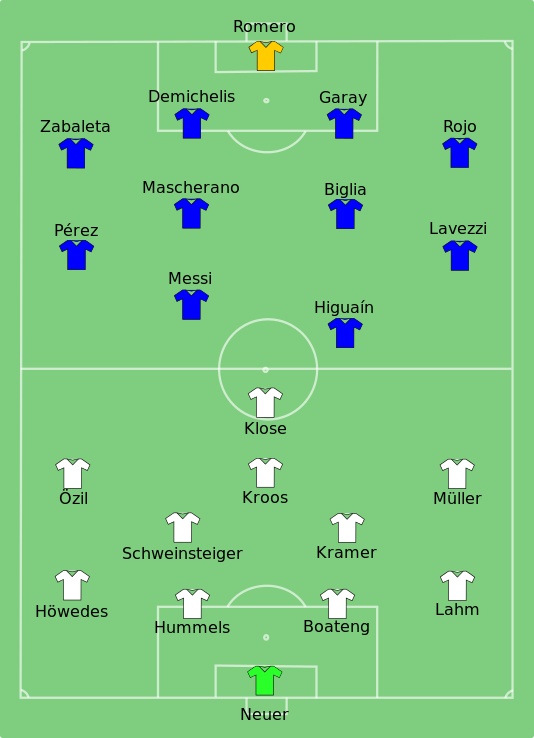 Romero
Demichelis
Garay
Zabaleta
Rojo
Mascherano
Biglia
Pérez
Lavezzi
Messi
Higuaín
Klose
Özil
Kroos
Müller
Schweinsteiger
Kramer
Höwedes
Hummels
Boateng
Lahm
Neuer